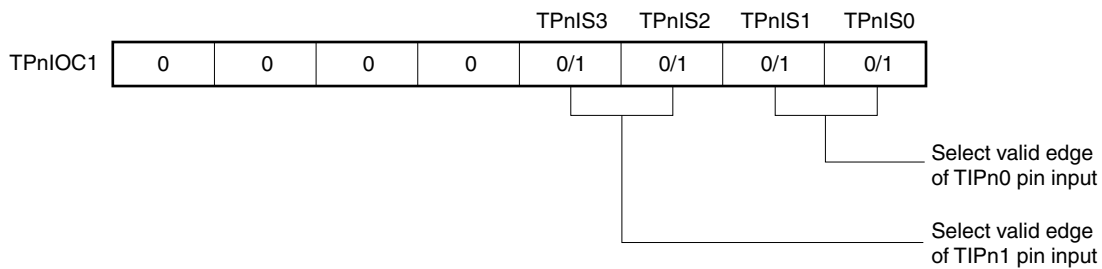 TPnIS3 TPnIS2 TPnIS1 TPnIS0
TPnIOC1 0 0 0 0 0/1 0/1 0/1 0/1
Select valid edge
of TIPn0 pin input
Select valid edge
of TIPn1 pin input